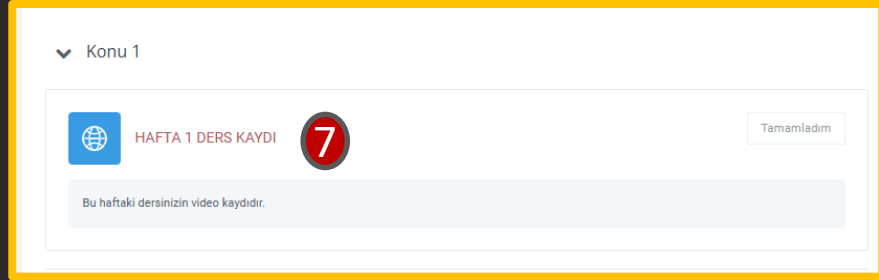 Konu 1
HAFTA 1 DERS KAYDI
7
Tamamladım
Bu haftaki dersinizin video kaydıdır.